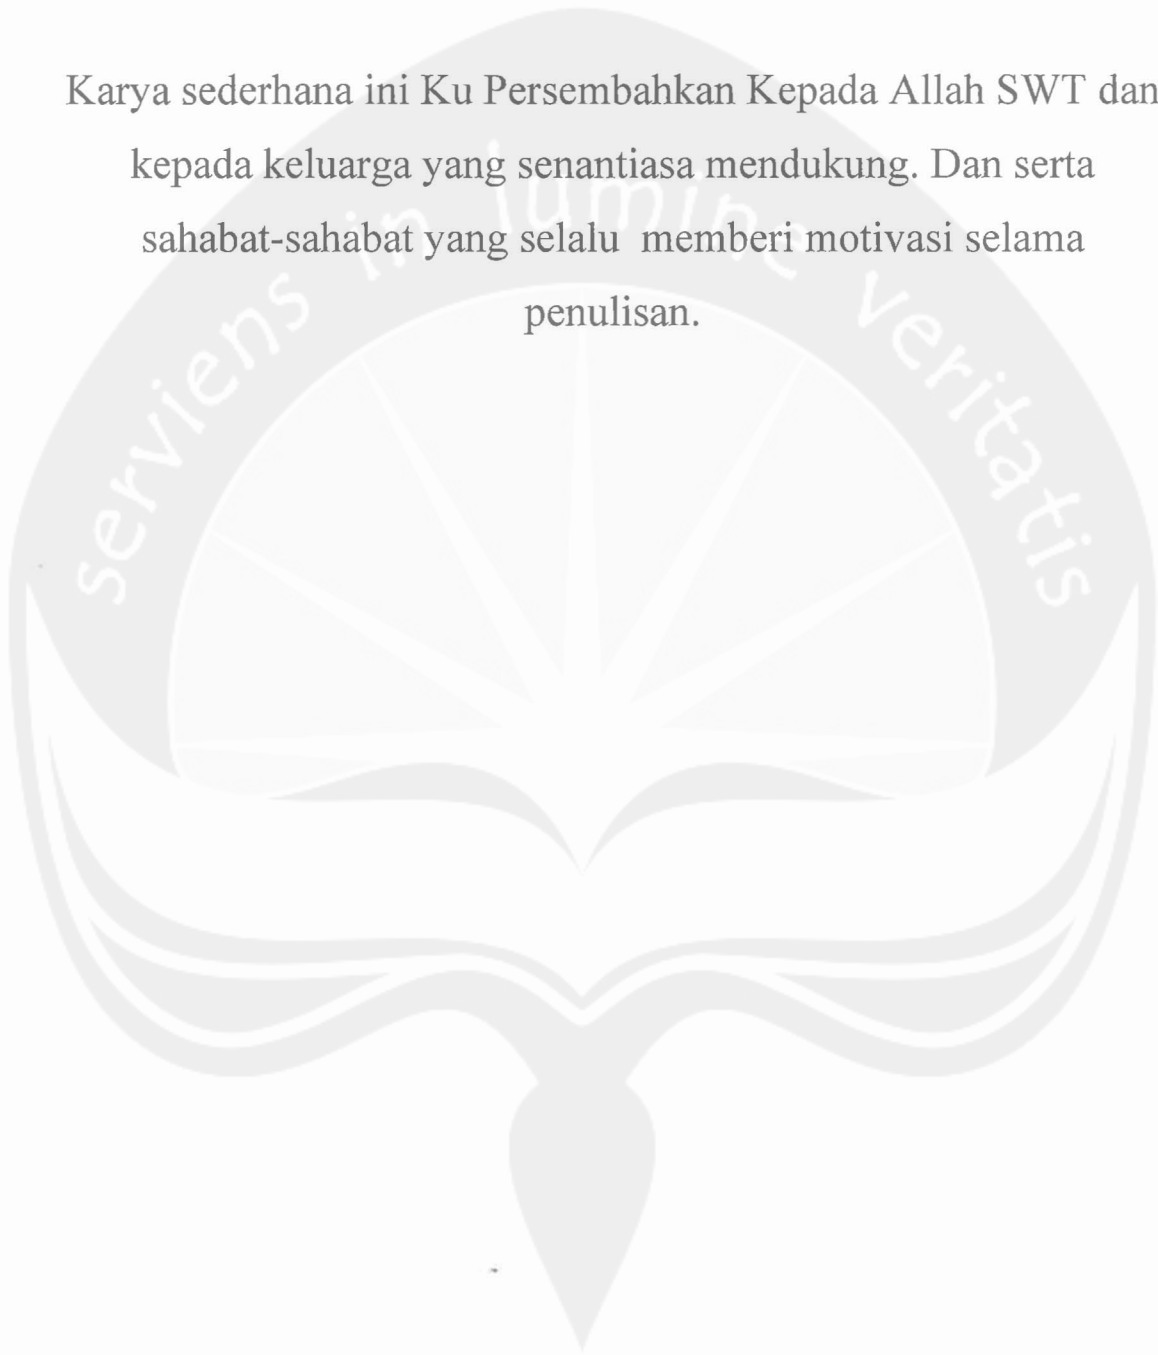 Karya sederhana ini Ku Persembahkan Kepada Allah SWT dan
kepada keluarga yang senantiasa mendukung. Dan serta
sahabat-sahabat yang selalu  memberi motivasi selama
penulisan.
serviens in lumine veritatis